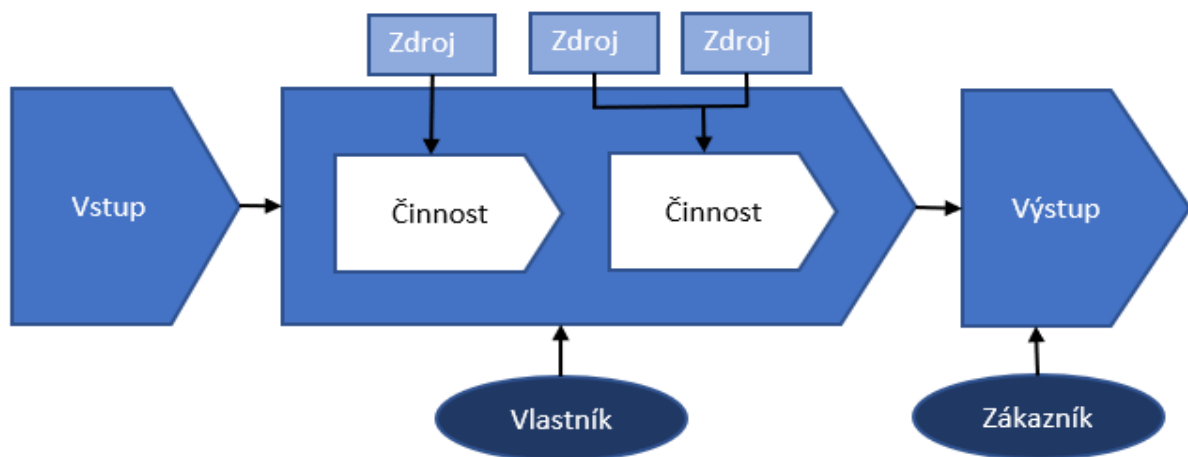 Zdroj
Zdroj
Zdroj
Vstup
Činnost
Činnost
Výstup
Vlastník
Zákazník